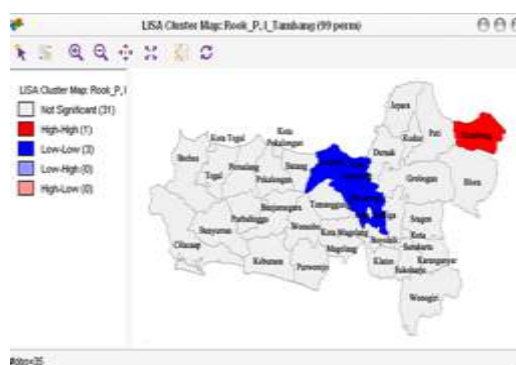 LISA Cluster Map: Rook_P_I_Tambang (99 perm)
LISA Cluster Map: Rook_P_I
Not Significant (31)
High-High (1)
Low-Low (3)
Low-High (0)
High-Low (0)
Jepara
Kudus
Pati
Rembang
Kota Tegal
Kota
Pekalongan
Demak
Brebes
Tegal
Pemalang
Pekalongan
Batang
Grobogan
Blora
Banjarnegara
Temanggung
Purbalingga
Banyumas
Wonosobo
Kota Magelang
Magelang
Boyolali
Sragen
Kota
Surakarta
Cilacap
Kebumen
Purworejo
Klaten
Karanganyar
Sukoharjo
Wonogiri
#obs=35